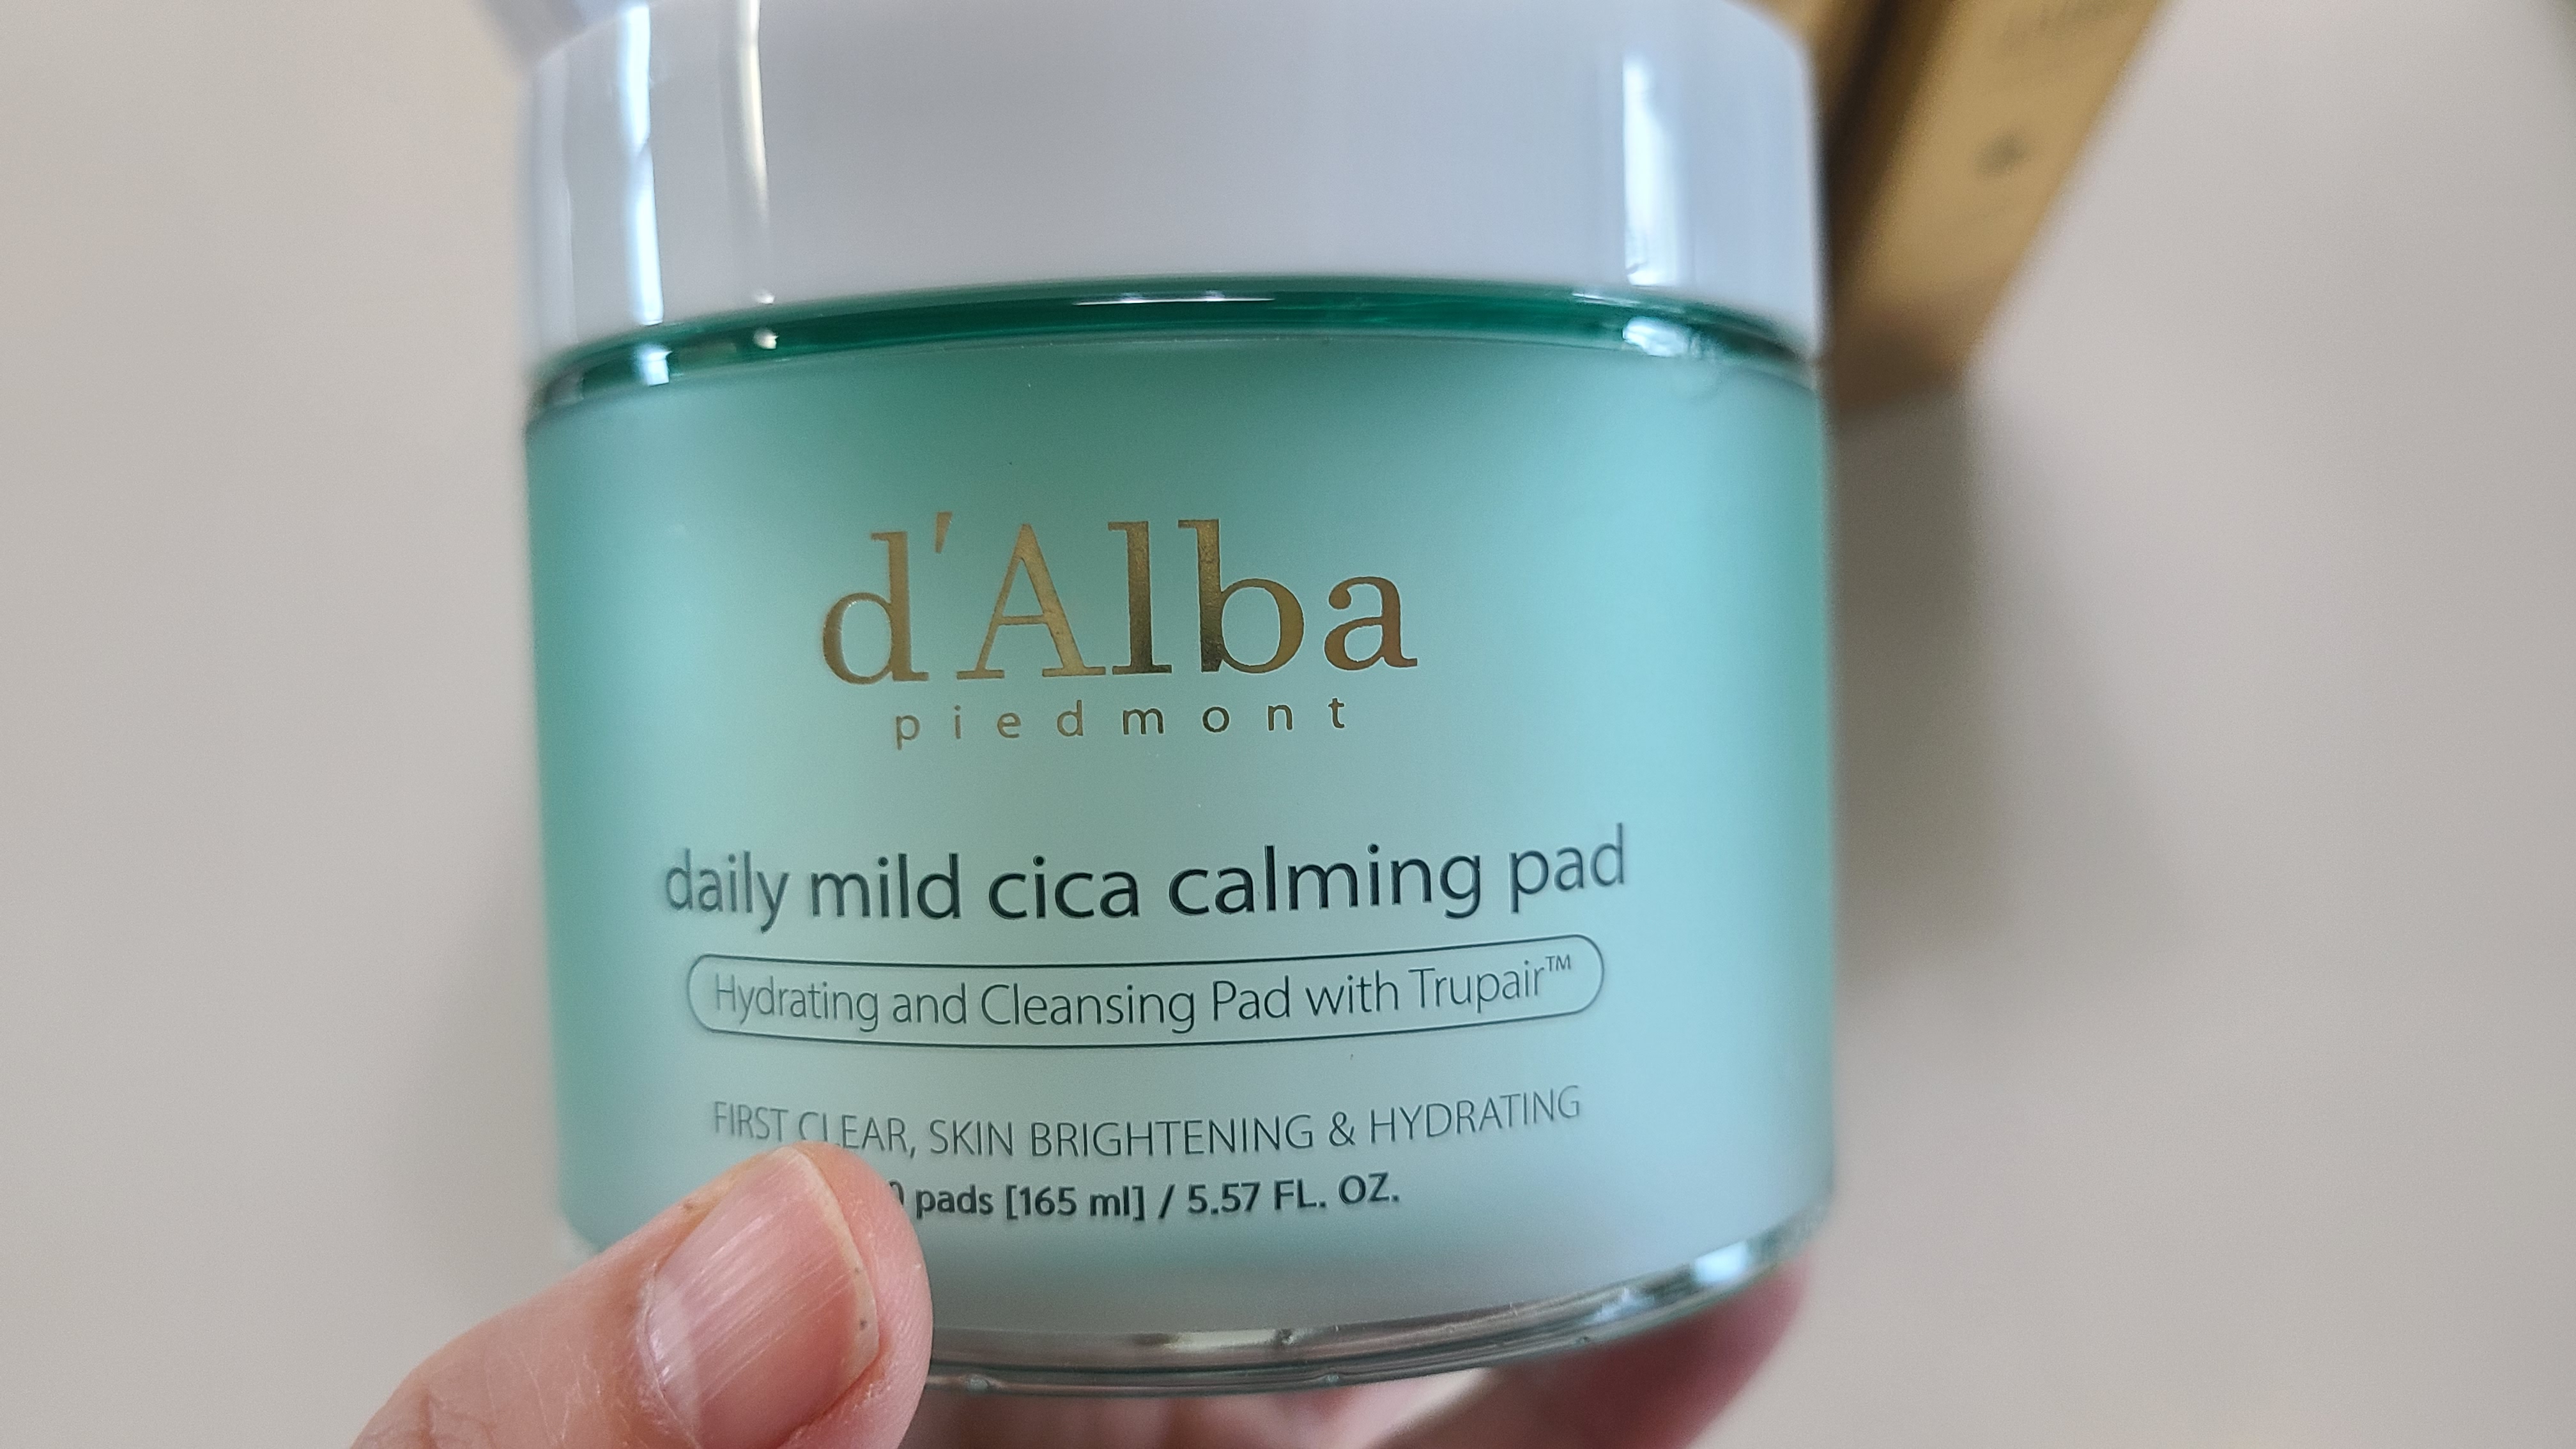 d'Alba
piedmont
daily mild cica calming pad
Hydrating and Cleansing Pad with Trupair™
FIRST CLEAR, SKIN BRIGHTENING & HYDRATING
pads [165 ml] / 5.57 FL. OZ.